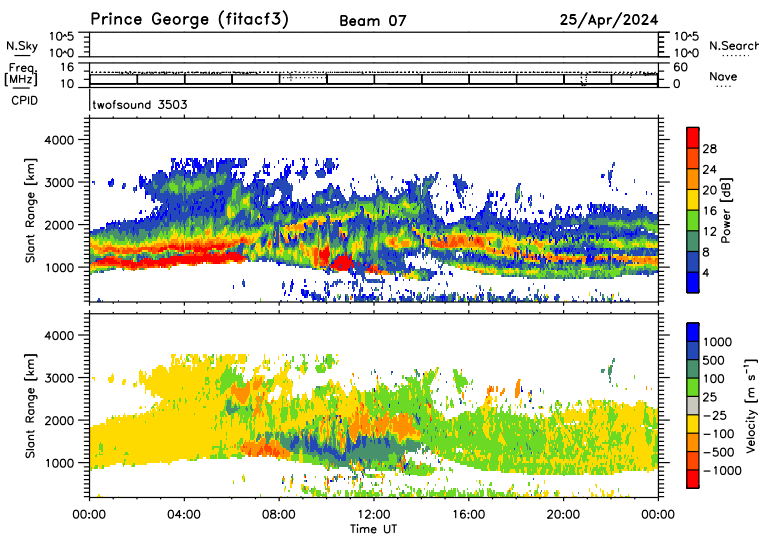 Prince George (fitacf3) Beam 07 25/Apr/2024
N.Sky 10^5 10^5 N.Search
10^0 10^0
Freq. 16 60
[MHz] 10 0 Nave
CPID twofsound 3503
Slant Range [km] 4000 3000 2000 1000
28 24 20 16 12 8 4 Power [dB]
Slant Range [km] 4000 3000 2000 1000
1000 500 100 25 −25 −100 −500 −1000 Velocity [m s⁻¹]
00:00 04:00 08:00 12:00 16:00 20:00 00:00
Time UT